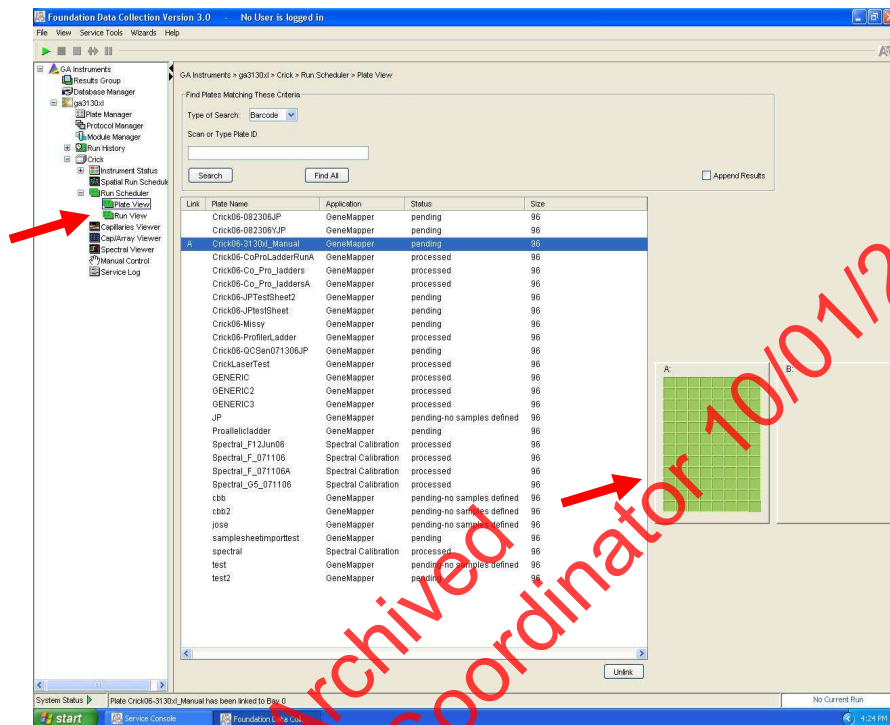 Foundation Data Collection Version 3.0 - No User is logged in
File View Service Tools Wizards Help
GA Instruments
Results Group
Database Manager
ga3130xl
Plate Manager
Protocol Manager
Module Manager
Run History
Crick
Instrument Status
Spatial Run Schedul
Run Scheduler
Plate View
Run View
Capillaries Viewer
Cap/Array Viewer
Spectral Viewer
Manual Control
Service Log
GA Instruments > ga3130xl > Crick > Run Scheduler > Plate View
Find Plates Matching These Criteria
Type of Search: Barcode
Scan or Type Plate ID
Search Find All Append Results
Link Plate Name Application Status Size
Crick06-082306JP GeneMapper pending 96
Crick06-082306YJP GeneMapper pending 96
A Crick06-3130xl_Manual GeneMapper pending 96
Crick06-CoProLadderRunA GeneMapper processed 96
Crick06-Co_Pro_ladders GeneMapper processed 96
Crick06-Co_Pro_laddersA GeneMapper processed 96
Crick06-JPTestSheet2 GeneMapper pending 96
Crick06-JPtestSheet GeneMapper pending 96
Crick06-Missy GeneMapper pending 96
Crick06-ProfilerLadder GeneMapper processed 96
Crick06-QCSen071306JP GeneMapper pending 96
CrickLaserTest GeneMapper processed 96
GENERIC GeneMapper processed 96
GENERIC2 GeneMapper processed 96
GENERIC3 GeneMapper processed 96
JP GeneMapper pending-no samples defined 96
Proallelicladder GeneMapper pending 96
Spectral_F12Jun06 Spectral Calibration processed 96
Spectral_F_071106 Spectral Calibration processed 96
Spectral_F_071106A Spectral Calibration processed 96
Spectral_G5_071106 Spectral Calibration processed 96
cbb GeneMapper pending-no samples defined 96
cbb2 GeneMapper pending-no samples defined 96
jose GeneMapper pending-no samples defined 96
samplesheetimporttest GeneMapper pending 96
spectral Spectral Calibration processed 96
test GeneMapper pending-no samples defined 96
test2 GeneMapper pending 96
A: B:
Unlink
System Status Plate Crick06-3130xl_Manual has been linked to Bay 0 No Current Run
start Service Console Foundation Data Col... 4:24 PM
Archived
Coordinator 10/01/2